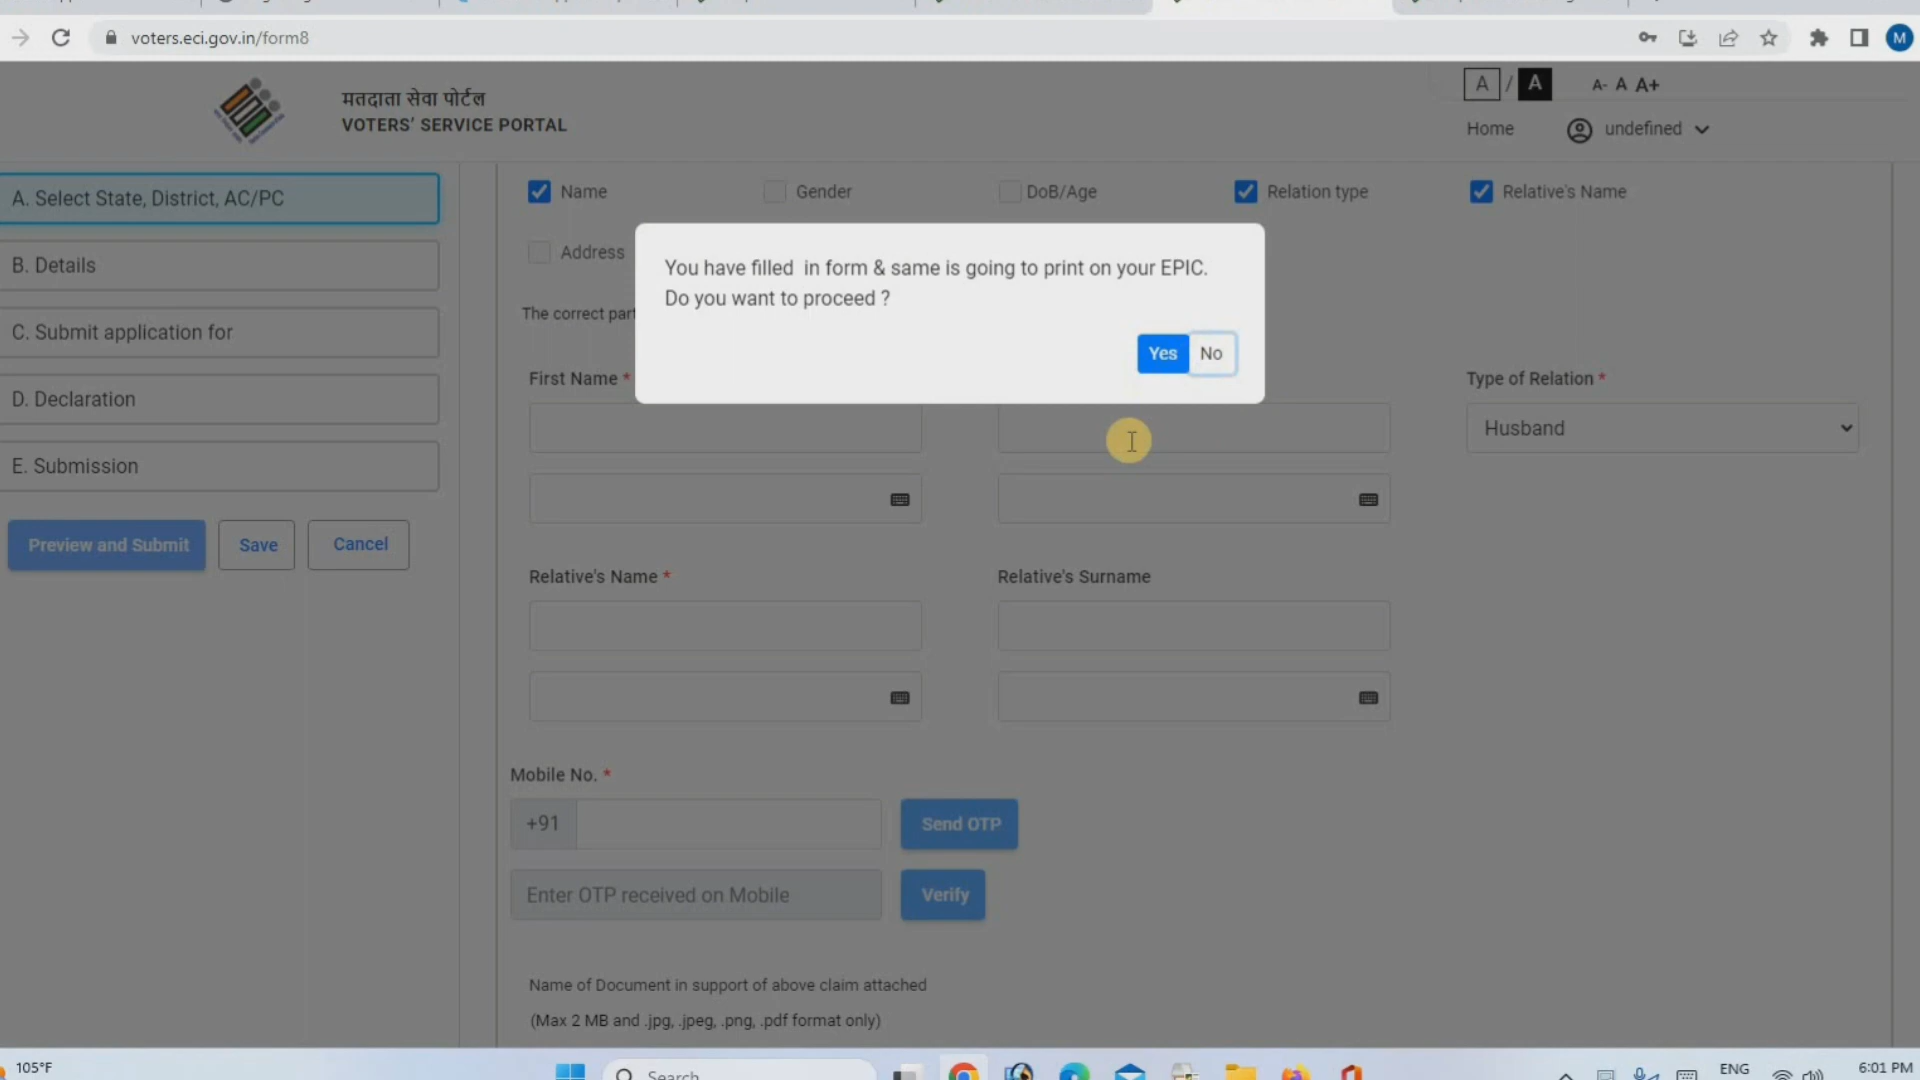 voters.eci.gov.in/form8
M
A / A A- A A+
मतदाता सेवा पोर्टल
VOTERS' SERVICE PORTAL
Home undefined
A. Select State, District, AC/PC
B. Details
C. Submit application for
D. Declaration
E. Submission
Preview and Submit Save Cancel
Name Gender DoB/Age Relation type Relative's Name
Address
You have filled in form & same is going to print on your EPIC.
Do you want to proceed ?
Yes No
The correct part
First Name *
Type of Relation *
Husband
Relative's Name * Relative's Surname
Mobile No. *
+91 Send OTP
Enter OTP received on Mobile Verify
Name of Document in support of above claim attached
(Max 2 MB and .jpg, .jpeg, .png, .pdf format only)
105°F
Search
ENG
6:01 PM